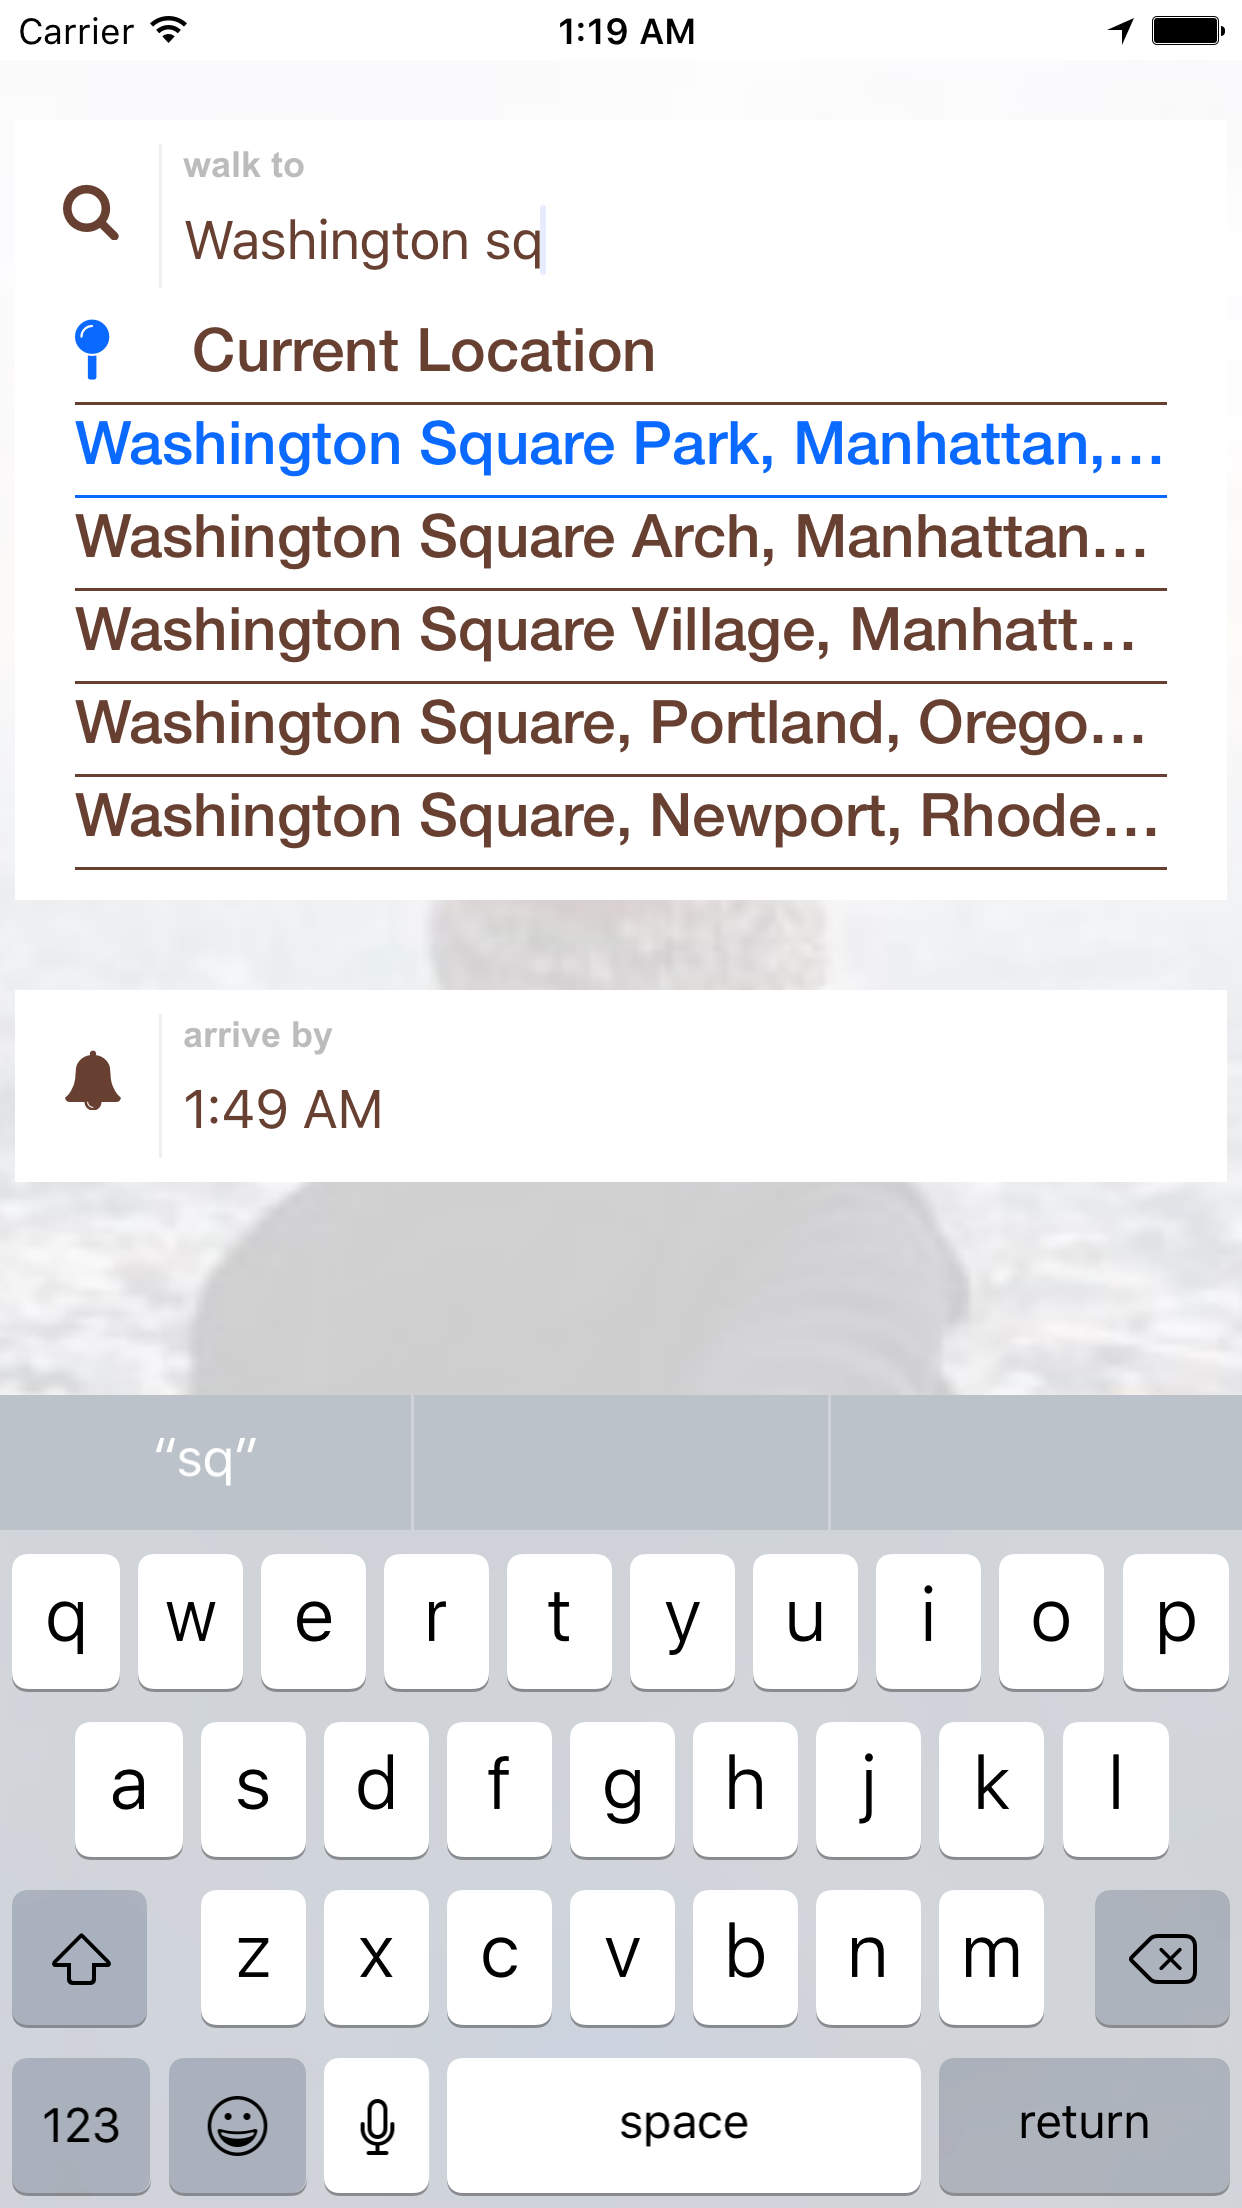 Carrier 1:19 AM
walk to
Washington sq
Current Location
Washington Square Park, Manhattan,...
Washington Square Arch, Manhattan...
Washington Square Village, Manhatt...
Washington Square, Portland, Orego...
Washington Square, Newport, Rhode...
arrive by
1:49 AM
“sq”
q w e r t y u i o p
a s d f g h j k l
z x c v b n m
123 space return